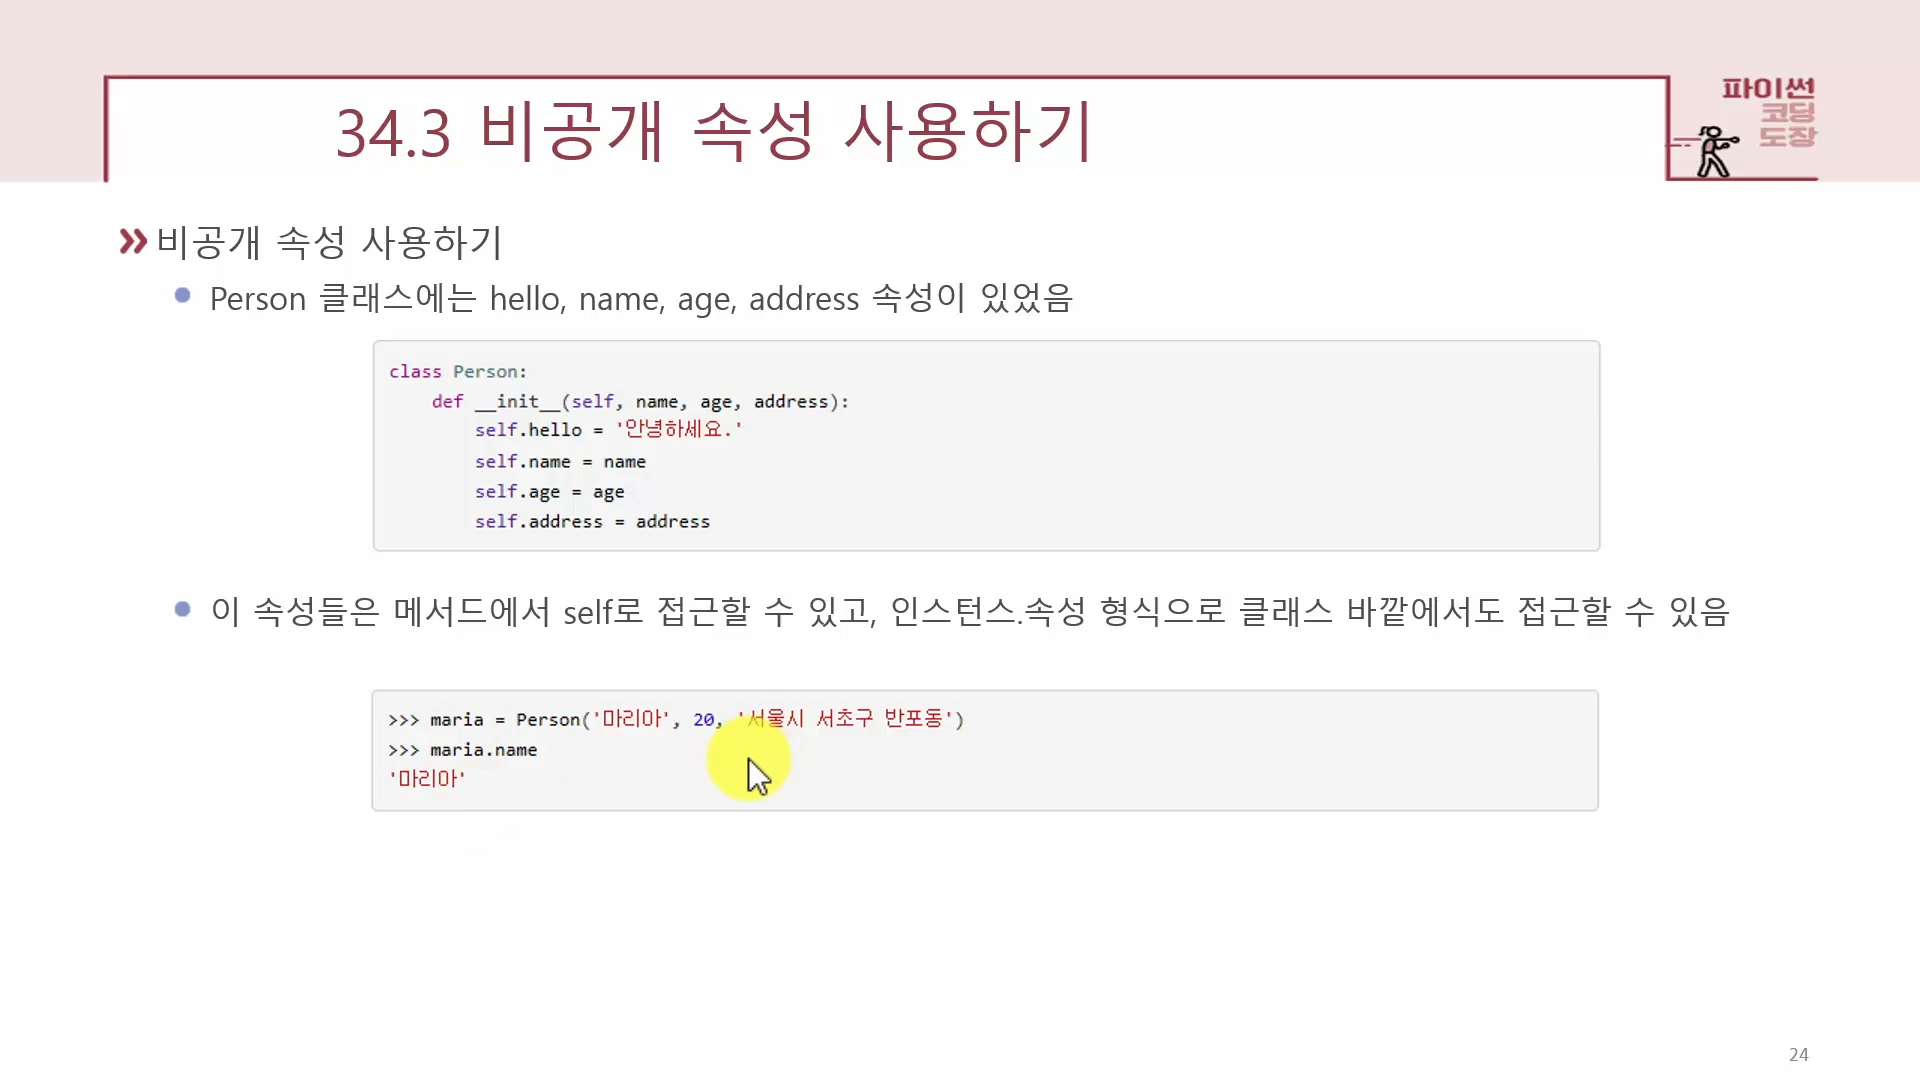 34.3 비공개 속성 사용하기
파이썬
코딩
도장
비공개 속성 사용하기
Person 클래스에는 hello, name, age, address 속성이 있었음
class Person:
    def __init__(self, name, age, address):
        self.hello = '안녕하세요.'
        self.name = name
        self.age = age
        self.address = address
이 속성들은 메서드에서 self로 접근할 수 있고, 인스턴스.속성 형식으로 클래스 바깥에서도 접근할 수 있음
>>> maria = Person('마리아', 20, '서울시 서초구 반포동')
>>> maria.name
'마리아'
24